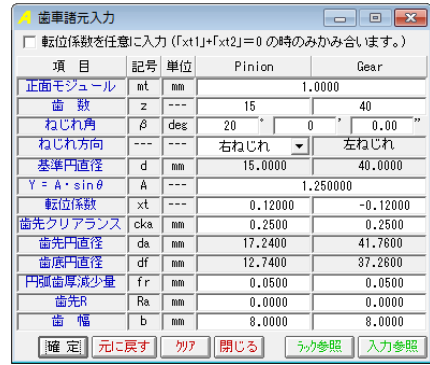 歯車諸元入力
転位係数を任意に入力 (「xt1」+「xt2」=0 の時のみかみ合います。)
項 目 記号 単位 Pinion Gear
正面モジュール mt mm 1.0000
歯 数 z --- 15 40
ねじれ角 β deg 20 ° 0 ′ 0.00 ″
ねじれ方向 --- --- 右ねじれ 左ねじれ
基準円直径 d mm 15.0000 40.0000
Y = A・sinθ A --- 1.250000
転位係数 xt --- 0.12000 -0.12000
歯先クリアランス cka mm 0.2500 0.2500
歯先円直径 da mm 17.2400 41.7600
歯底円直径 df mm 12.7400 37.2600
円弧歯厚減少量 fr mm 0.0500 0.0500
歯先R Ra mm 0.0000 0.0000
歯 幅 b mm 8.0000 8.0000
確 定 元に戻す クリア 閉じる ラック参照 入力参照